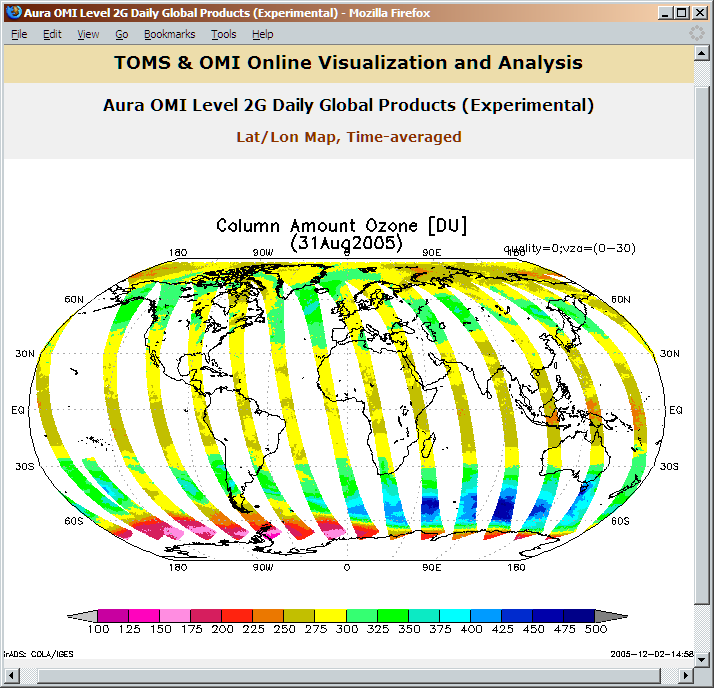 Aura OMI Level 2G Daily Global Products (Experimental) - Mozilla Firefox
File Edit View Go Bookmarks Tools Help
TOMS & OMI Online Visualization and Analysis
Aura OMI Level 2G Daily Global Products (Experimental)
Lat/Lon Map, Time-averaged
Column Amount Ozone [DU]
(31Aug2005)
quality=0;vza=(0-30)
180 90W 0 90E 180
60N 60N
30N 30N
EQ EQ
30S 30S
60S 60S
180 90W 0 90E 180
100 125 150 175 200 225 250 275 300 325 350 375 400 425 450 475 500
GrADS: COLA/IGES 2005-12-02-14:58